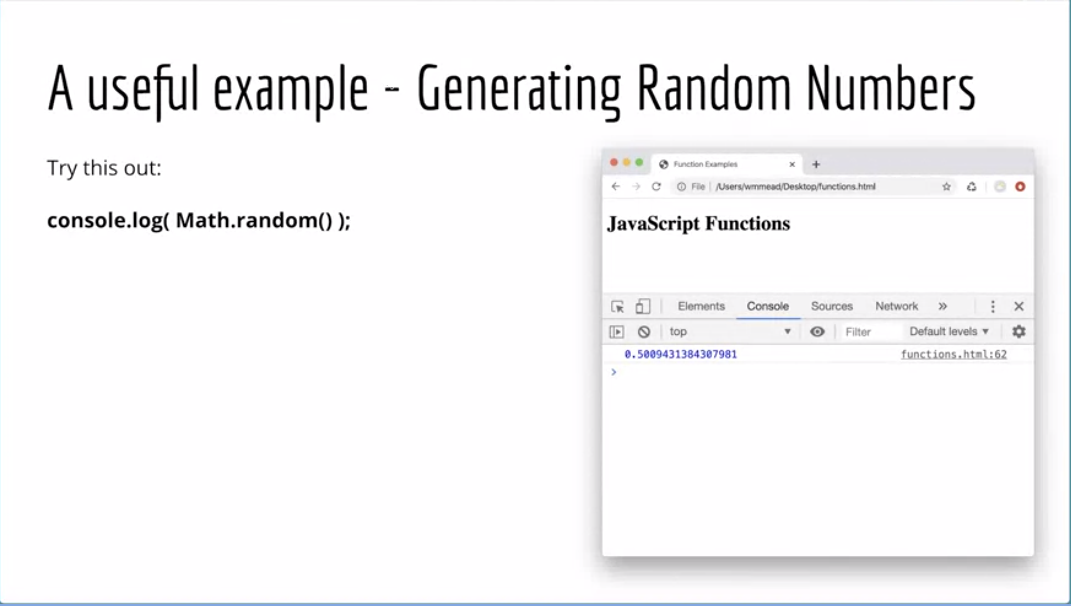 A useful example - Generating Random Numbers
Try this out:
console.log( Math.random() );
Function Examples
File | /Users/wmmead/Desktop/functions.html
JavaScript Functions
Elements Console Sources Network »
top Filter Default levels ▼
0.5009431384307981 functions.html:62
>